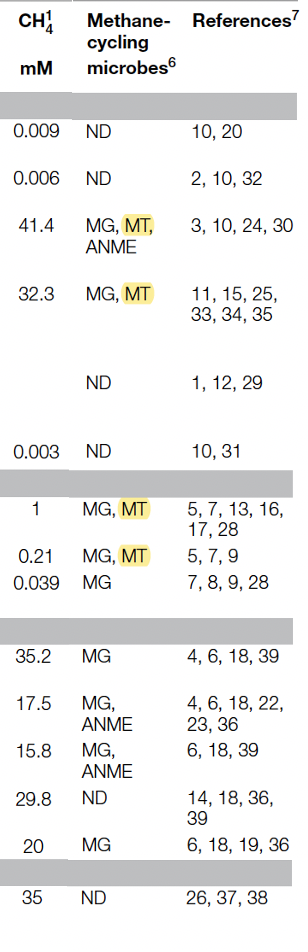 CH₄¹ Methane- References⁷
cycling
mM microbes⁶
0.009 ND 10, 20
0.006 ND 2, 10, 32
41.4 MG, MT, 3, 10, 24, 30
ANME
32.3 MG, MT 11, 15, 25,
33, 34, 35
ND 1, 12, 29
0.003 ND 10, 31
1 MG, MT 5, 7, 13, 16,
17, 28
0.21 MG, MT 5, 7, 9
0.039 MG 7, 8, 9, 28
35.2 MG 4, 6, 18, 39
17.5 MG, 4, 6, 18, 22,
ANME 23, 36
15.8 MG, 6, 18, 39
ANME
29.8 ND 14, 18, 36,
39
20 MG 6, 18, 19, 36
35 ND 26, 37, 38